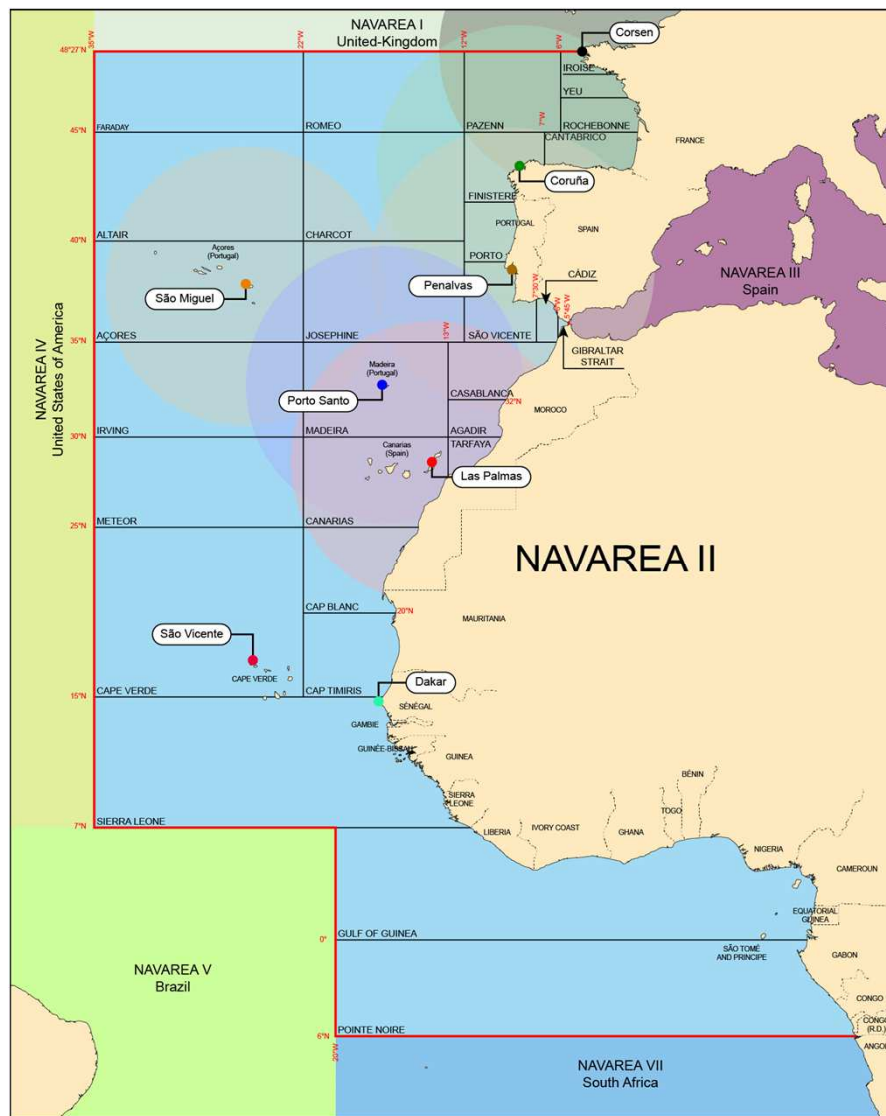 NAVAREA I
United-Kingdom
Corsen
35°W
22°W
12°W
6°W
48°27'N
IROISE
YEU
7°W
45°N
FARADAY
ROMEO
PAZENN
ROCHEBONNE
CANTABRICO
FRANCE
Coruña
FINISTERE
PORTUGAL
SPAIN
40°N
ALTAIR
CHARCOT
Açores
(Portugal)
PORTO
CÁDIZ
NAVAREA III
Spain
São Miguel
Penalvas
7°30'W
6°W
5°45'W
35°N
AÇORES
JOSEPHINE
13°W
SÃO VICENTE
GIBRALTAR
STRAIT
NAVAREA IV
United States of America
Madeira
(Portugal)
Porto Santo
CASABLANCA
32°N
MOROCO
30°N
IRVING
MADEIRA
AGADIR
TARFAYA
Canarias
(Spain)
Las Palmas
25°N
METEOR
CANARIAS
NAVAREA II
CAP BLANC
20°N
MAURITANIA
São Vicente
CAPE VERDE
Dakar
15°N
CAPE VERDE
CAP TIMIRIS
SÉNÉGAL
GAMBIE
GUINÉE-BISSAN
GUINEA
SIERRA
LEONE
BÉNIN
TOGO
7°N
SIERRA LEONE
LIBERIA
IVORY COAST
GHANA
NIGERIA
CAMEROUN
EQUATORIAL
GUINEA
0°
GULF OF GUINEA
SÃO TOMÉ
AND PRINCIPE
GABON
NAVAREA V
Brazil
CONGO
CONGO
(R.D.)
6°N
POINTE NOIRE
ANGOL
20°W
NAVAREA VII
South Africa